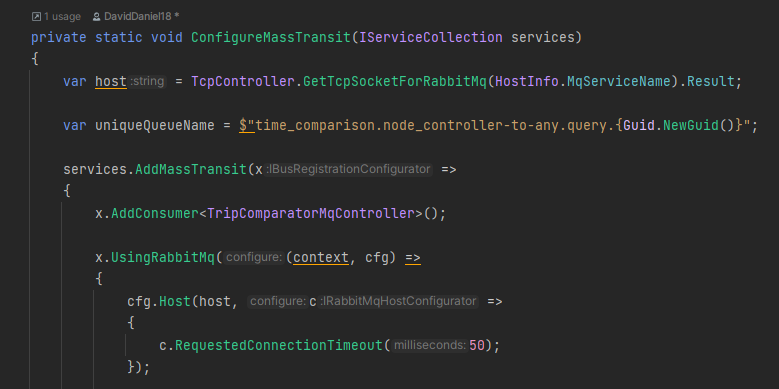 1 usage DavidDaniel18 *
private static void ConfigureMassTransit(IServiceCollection services)
{
var host :string = TcpController.GetTcpSocketForRabbitMq(HostInfo.MqServiceName).Result;
var uniqueQueueName = $"time_comparison.node_controller-to-any.query.{Guid.NewGuid()}";
services.AddMassTransit(x :IBusRegistrationConfigurator =>
{
x.AddConsumer<TripComparatorMqController>();
x.UsingRabbitMq( configure: (context, cfg) =>
{
cfg.Host(host, configure: c :IRabbitMqHostConfigurator =>
{
c.RequestedConnectionTimeout( milliseconds: 50);
});